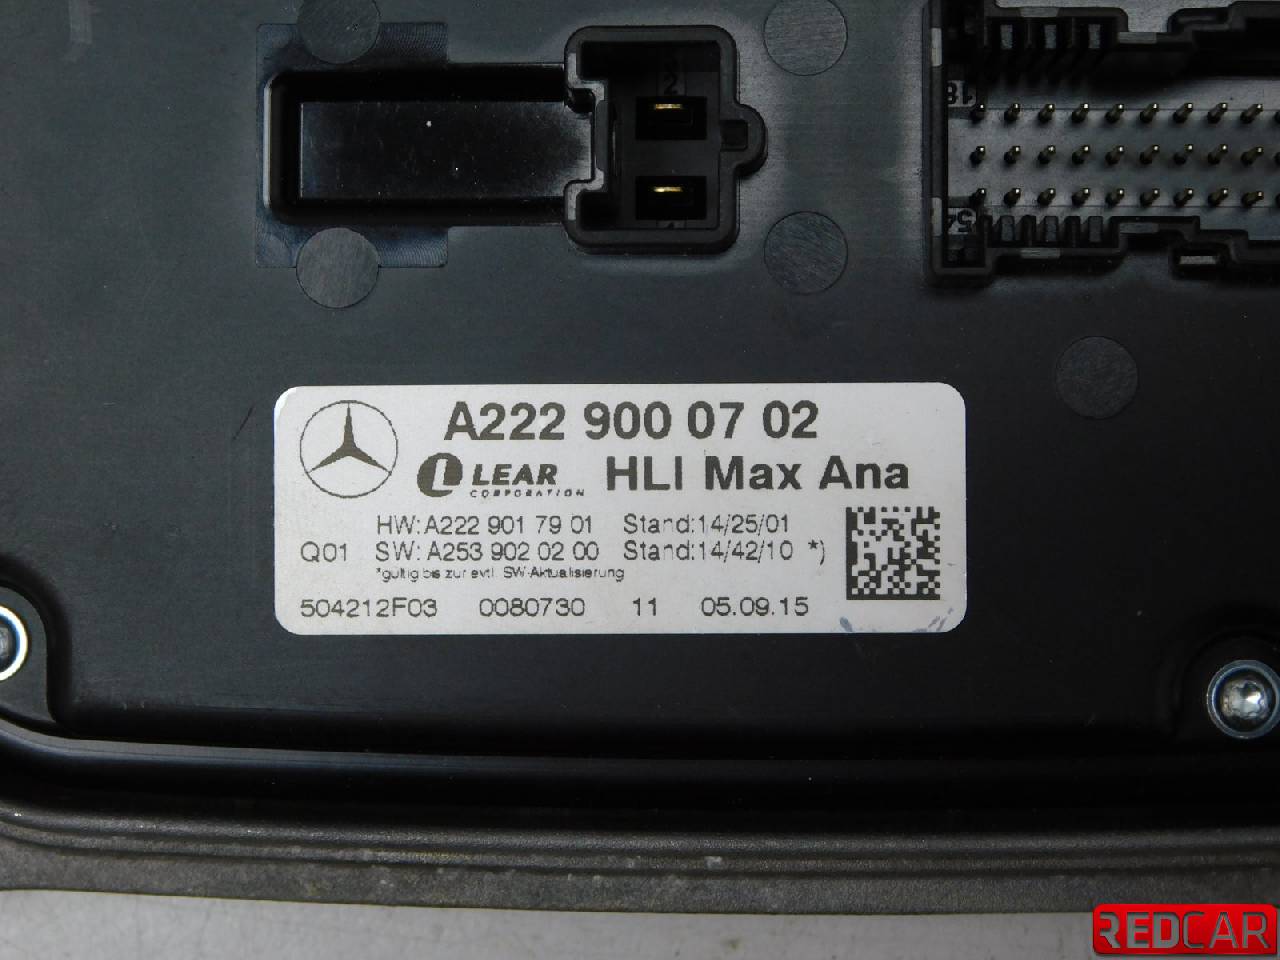 2
18
54
A222 900 07 02
LEAR HLI Max Ana
CORPORATION
HW:A222 901 79 01 Stand:14/25/01
Q01 SW:A253 902 02 00 Stand:14/42/10 *)
*gültig bis zur evtl. SW-Aktualisierung
504212F03 0080730 11 05.09.15
REDCAR